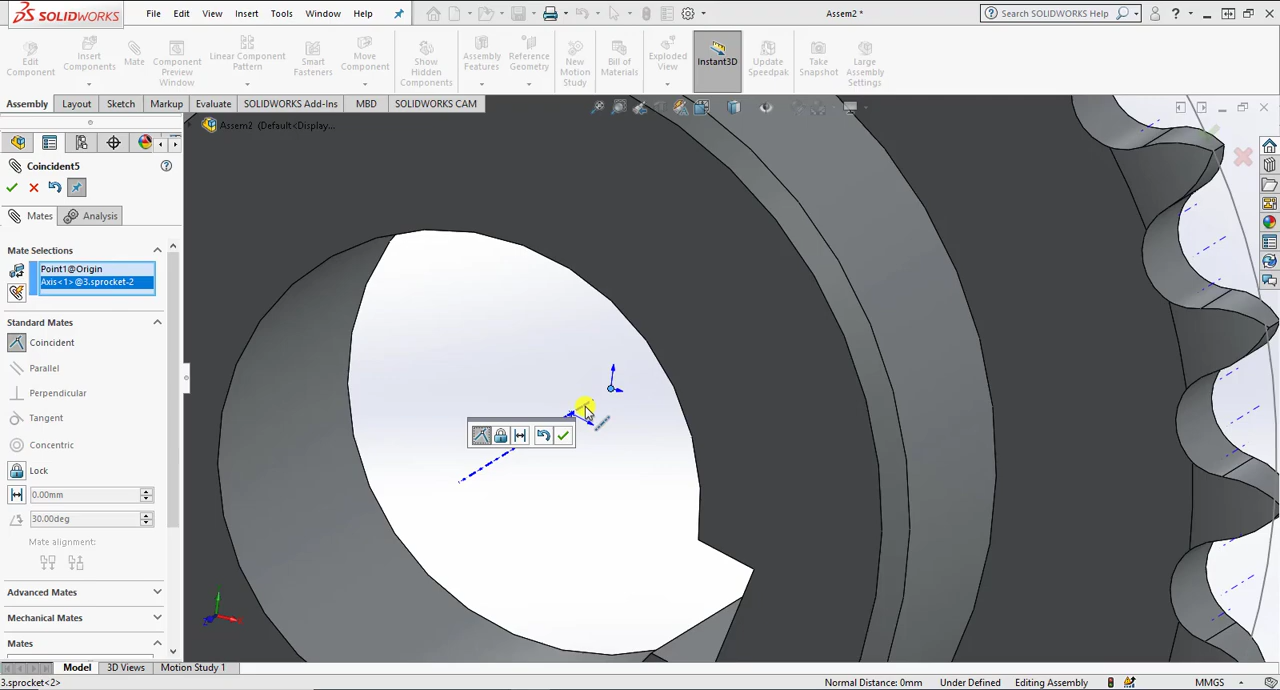 SOLIDWORKS
File Edit View Insert Tools Window Help
Assem2 *
Search SOLIDWORKS Help
Edit Component
Insert Components
Mate
Component Preview Window
Linear Component Pattern
Smart Fasteners
Move Component
Show Hidden Components
Assembly Features
Reference Geometry
New Motion Study
Bill of Materials
Exploded View
Instant3D
Update Speedpak
Take Snapshot
Large Assembly Settings
Assembly Layout Sketch Markup Evaluate SOLIDWORKS Add-Ins MBD SOLIDWORKS CAM
Assem2 (Default<Display...
Coincident5
Mates Analysis
Mate Selections
Point1@Origin
Axis<1>@3.sprocket-2
Standard Mates
Coincident
Parallel
Perpendicular
Tangent
Concentric
Lock
0.00mm
30.00deg
Mate alignment:
Advanced Mates
Mechanical Mates
Mates
Model 3D Views Motion Study 1
3.sprocket<2>
Normal Distance: 0mm Under Defined Editing Assembly MMGS